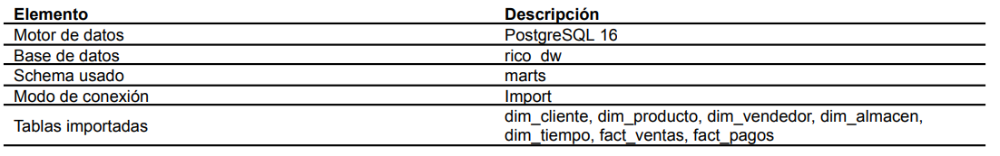 Elemento Descripción
Motor de datos PostgreSQL 16
Base de datos rico_dw
Schema usado marts
Modo de conexión Import
Tablas importadas dim_cliente, dim_producto, dim_vendedor, dim_almacen,
dim_tiempo, fact_ventas, fact_pagos